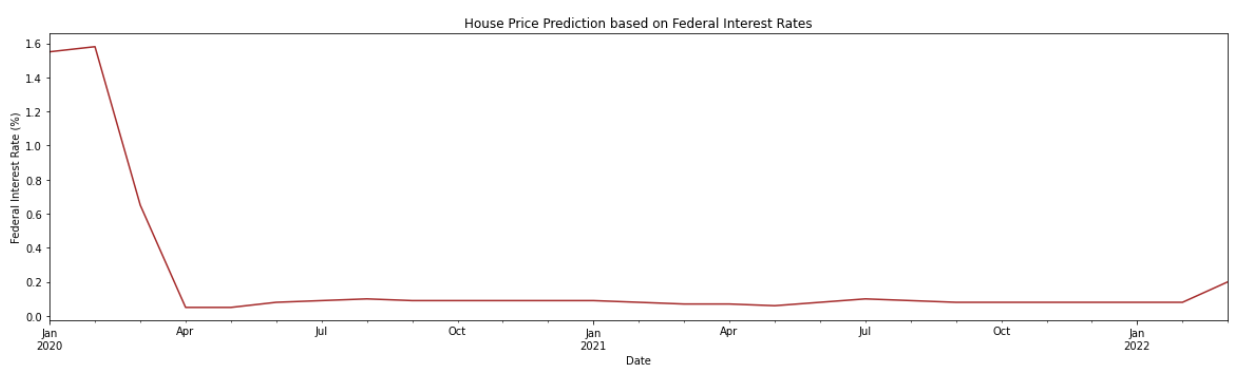 House Price Prediction based on Federal Interest Rates
Federal Interest Rate (%)
1.6
1.4
1.2
1.0
0.8
0.6
0.4
0.2
0.0
Jan Apr Jul Oct Jan Apr Jul Oct Jan
2020 2021 2022
Date